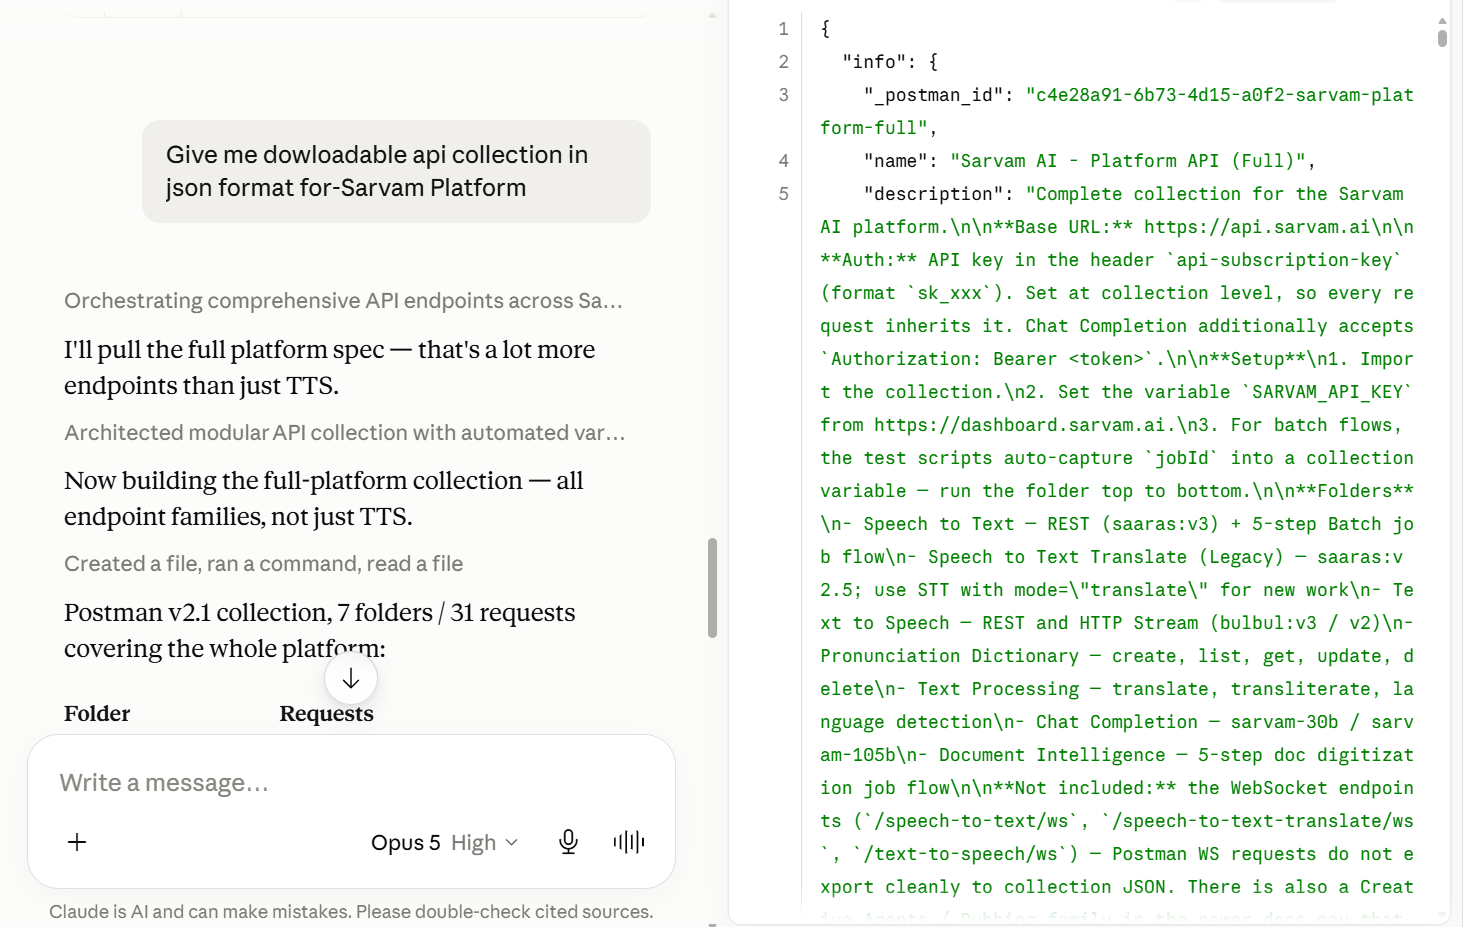 Give me dowloadable api collection in
json format for-Sarvam Platform
Orchestrating comprehensive API endpoints across Sa...
I'll pull the full platform spec — that's a lot more
endpoints than just TTS.
Architected modular API collection with automated var...
Now building the full-platform collection — all
endpoint families, not just TTS.
Created a file, ran a command, read a file
Postman v2.1 collection, 7 folders / 31 requests
covering the whole platform:
Folder Requests
Write a message...
Opus 5 High
Claude is AI and can make mistakes. Please double-check cited sources.
1 {
2 "info": {
3 "_postman_id": "c4e28a91-6b73-4d15-a0f2-sarvam-plat
form-full",
4 "name": "Sarvam AI - Platform API (Full)",
5 "description": "Complete collection for the Sarvam
AI platform.\n\n**Base URL:** https://api.sarvam.ai\n\n
**Auth:** API key in the header `api-subscription-key`
(format `sk_xxx`). Set at collection level, so every re
quest inherits it. Chat Completion additionally accepts
`Authorization: Bearer <token>`.\n\n**Setup**\n1. Impor
t the collection.\n2. Set the variable `SARVAM_API_KEY`
from https://dashboard.sarvam.ai.\n3. For batch flows,
the test scripts auto-capture `jobId` into a collection
variable — run the folder top to bottom.\n\n**Folders**
\n- Speech to Text — REST (saaras:v3) + 5-step Batch jo
b flow\n- Speech to Text Translate (Legacy) — saaras:v
2.5; use STT with mode=\"translate\" for new work\n- Te
xt to Speech — REST and HTTP Stream (bulbul:v3 / v2)\n-
Pronunciation Dictionary — create, list, get, update, d
elete\n- Text Processing — translate, transliterate, la
nguage detection\n- Chat Completion — sarvam-30b / sarv
am-105b\n- Document Intelligence — 5-step doc digitizat
ion job flow\n\n**Not included:** the WebSocket endpoin
ts (`/speech-to-text/ws`, `/speech-to-text-translate/ws
`, `/text-to-speech/ws`) — Postman WS requests do not e
xport cleanly to collection JSON. There is also a Creat
ive Agents / Dubbing family in the newer docs nav that